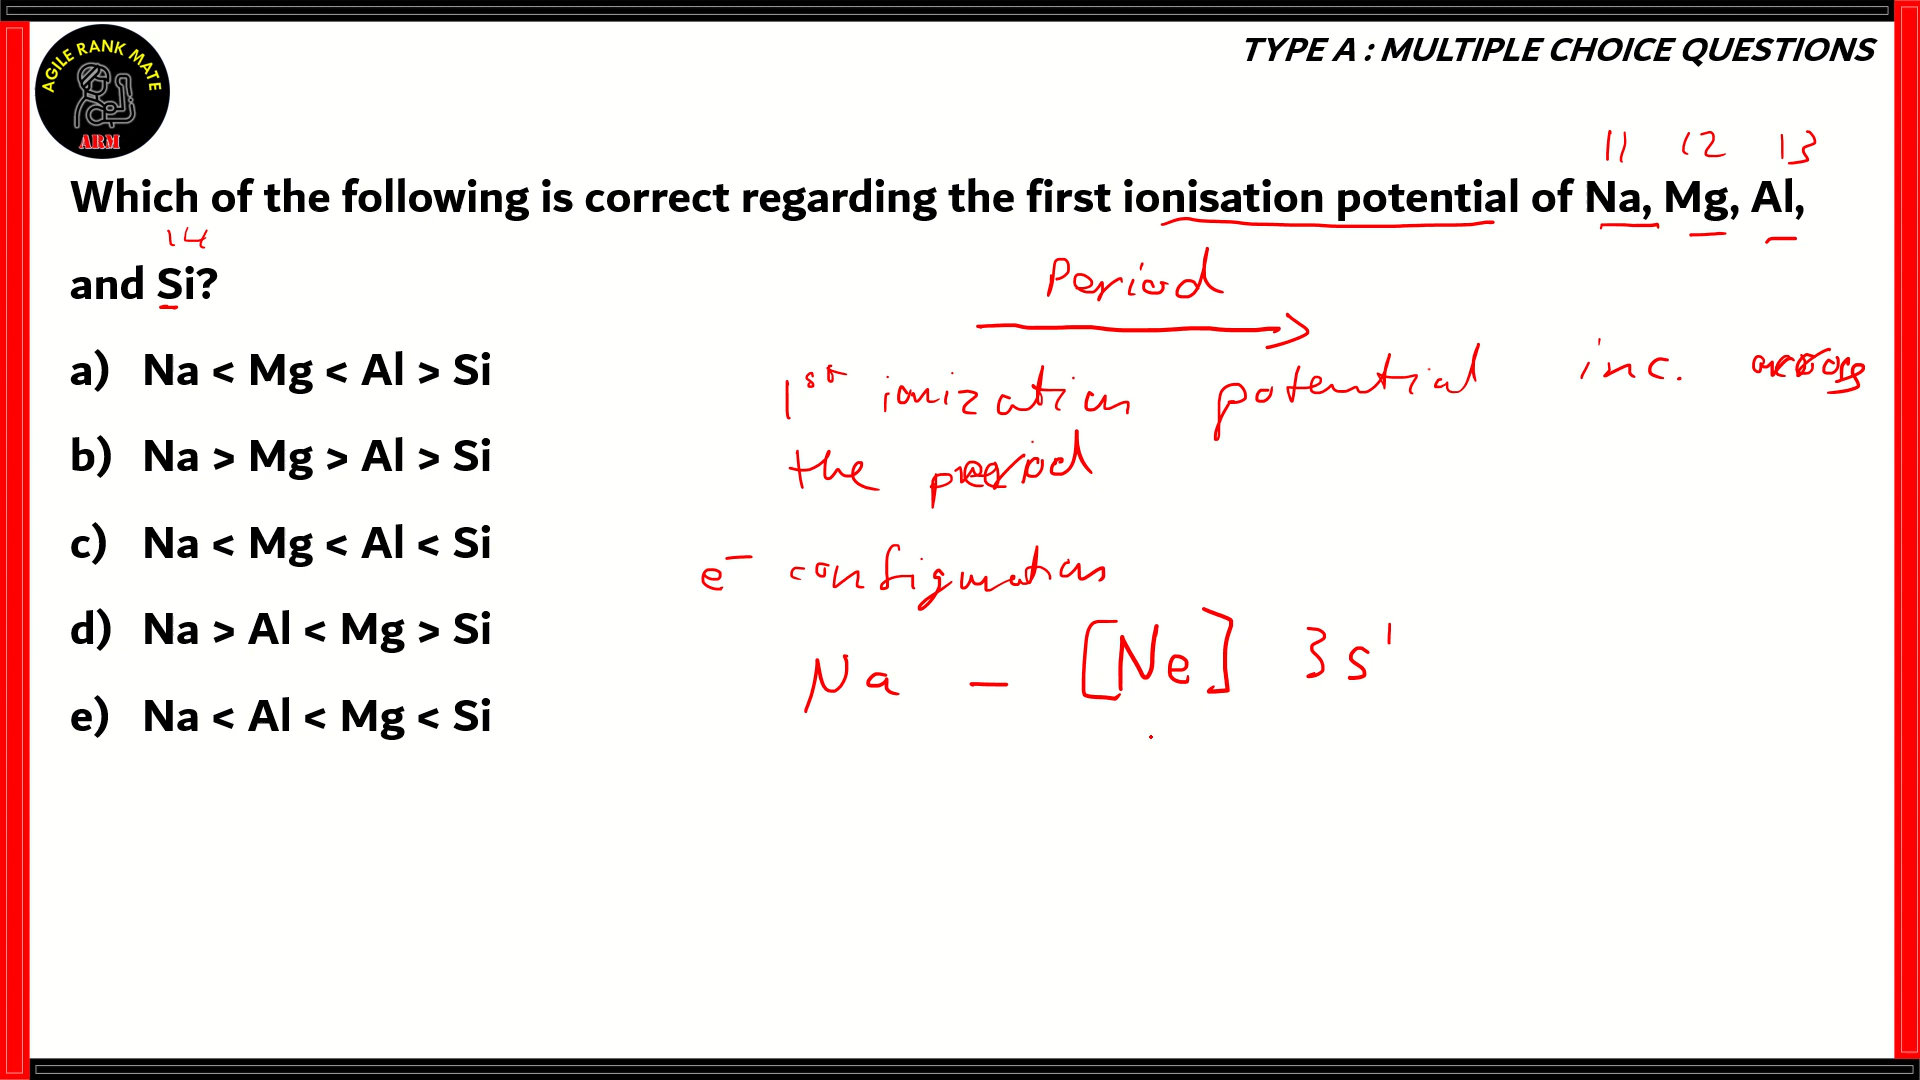 AGILE RANK MATE
ARM
TYPE A : MULTIPLE CHOICE QUESTIONS
11 12 13
Which of the following is correct regarding the first ionisation potential of Na, Mg, Al,
14
and Si?
Period
a) Na < Mg < Al > Si
1st ionization potential inc. across
b) Na > Mg > Al > Si
the period
c) Na < Mg < Al < Si
e⁻ configuration
d) Na > Al < Mg > Si
Na – [Ne] 3s¹
e) Na < Al < Mg < Si